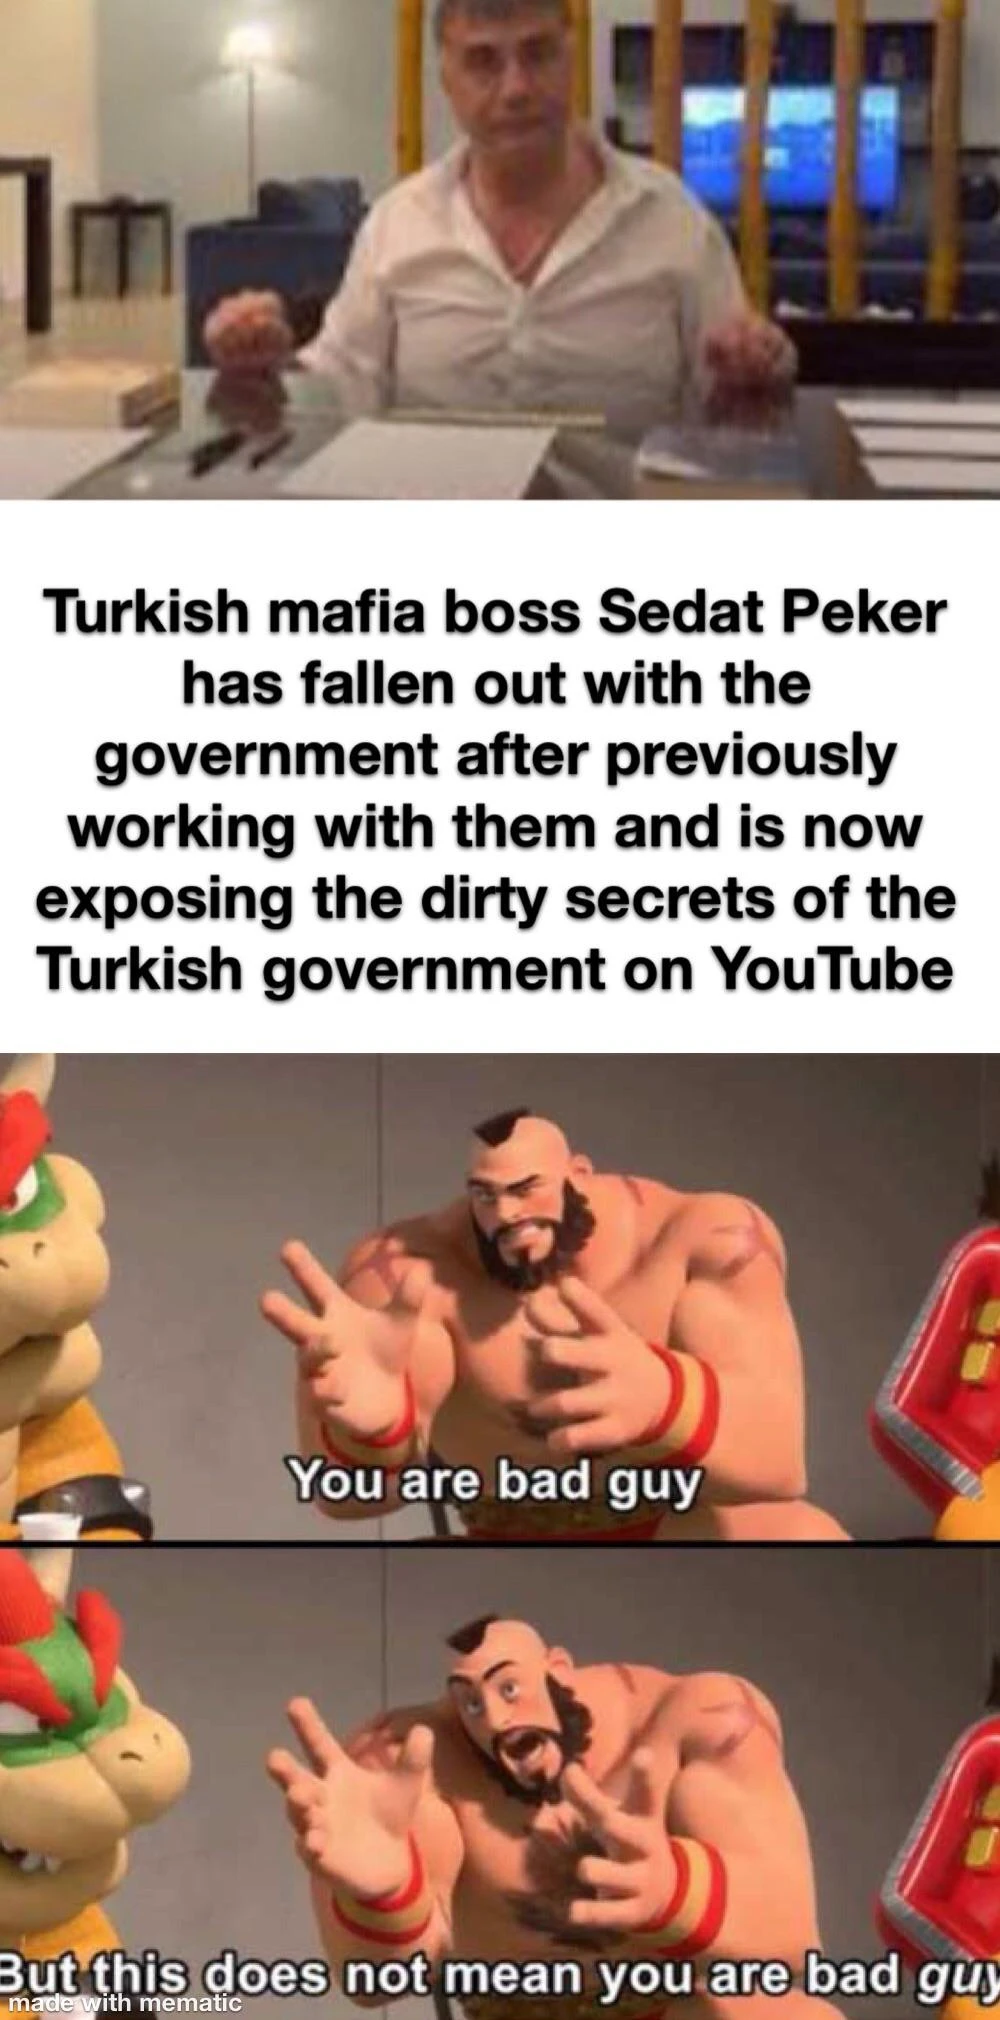 Turkish mafia boss Sedat Peker
has fallen out with the
government after previously
working with them and is now
exposing the dirty secrets of the
Turkish government on YouTube
You are bad guy
But this does not mean you are bad guy
made with mematic